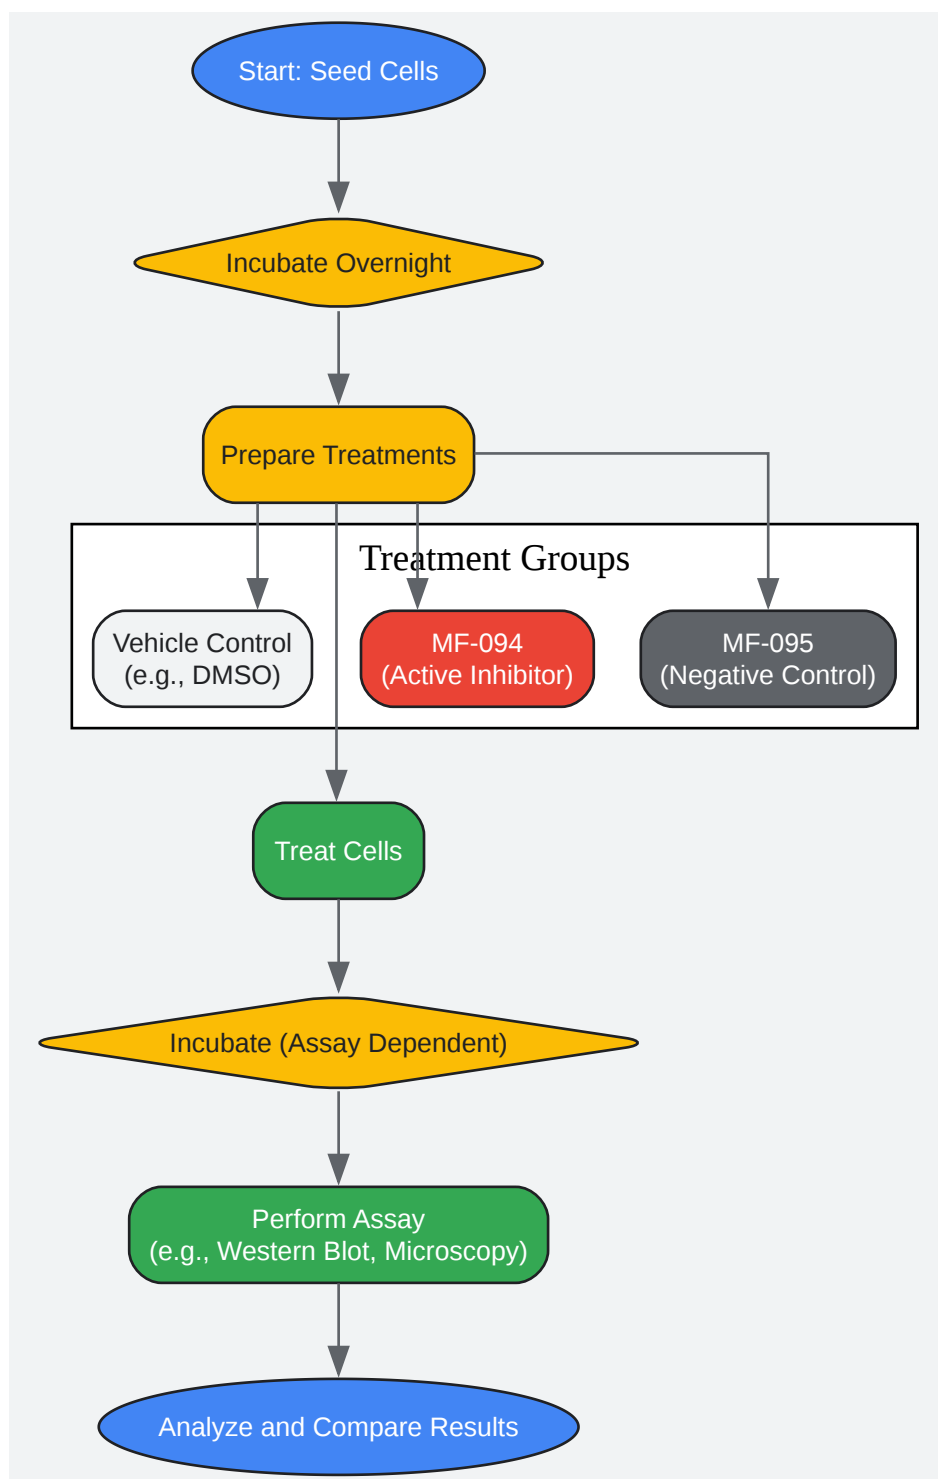 Start: Seed Cells
Incubate Overnight
Prepare Treatments
Treatment Groups
Vehicle Control
(e.g., DMSO)
MF-094
(Active Inhibitor)
MF-095
(Negative Control)
Treat Cells
Incubate (Assay Dependent)
Perform Assay
(e.g., Western Blot, Microscopy)
Analyze and Compare Results